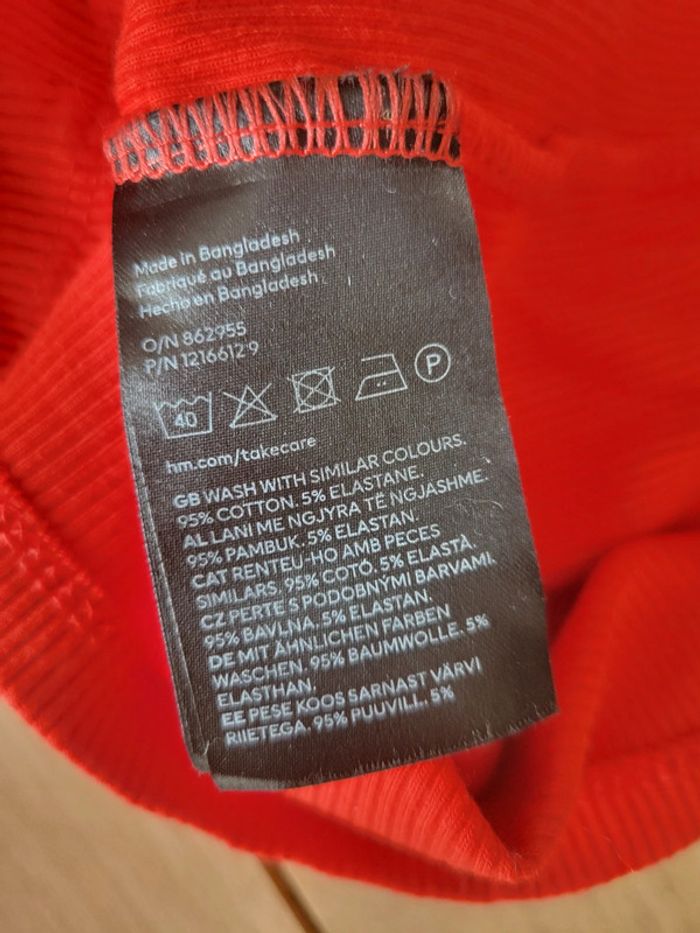 Made in Bangladesh
Fabriqué au Bangladesh
Hecho en Bangladesh
O/N 862955
P/N 1216612 9
40
P
hm.com/takecare
GB WASH WITH SIMILAR COLOURS.
95% COTTON. 5% ELASTANE.
AL LANI ME NGJYRA TË NGJASHME.
95% PAMBUK. 5% ELASTAN.
CAT RENTEU-HO AMB PECES
SIMILARS. 95% COTÓ. 5% ELASTÀ.
CZ PERTE S PODOBNÝMI BARVAMI.
95% BAVLNA. 5% ELASTAN.
DE MIT ÄHNLICHEN FARBEN
WASCHEN. 95% BAUMWOLLE. 5%
ELASTHAN.
EE PESE KOOS SARNAST VÄRVI
RIIETEGA. 95% PUUVILL. 5%